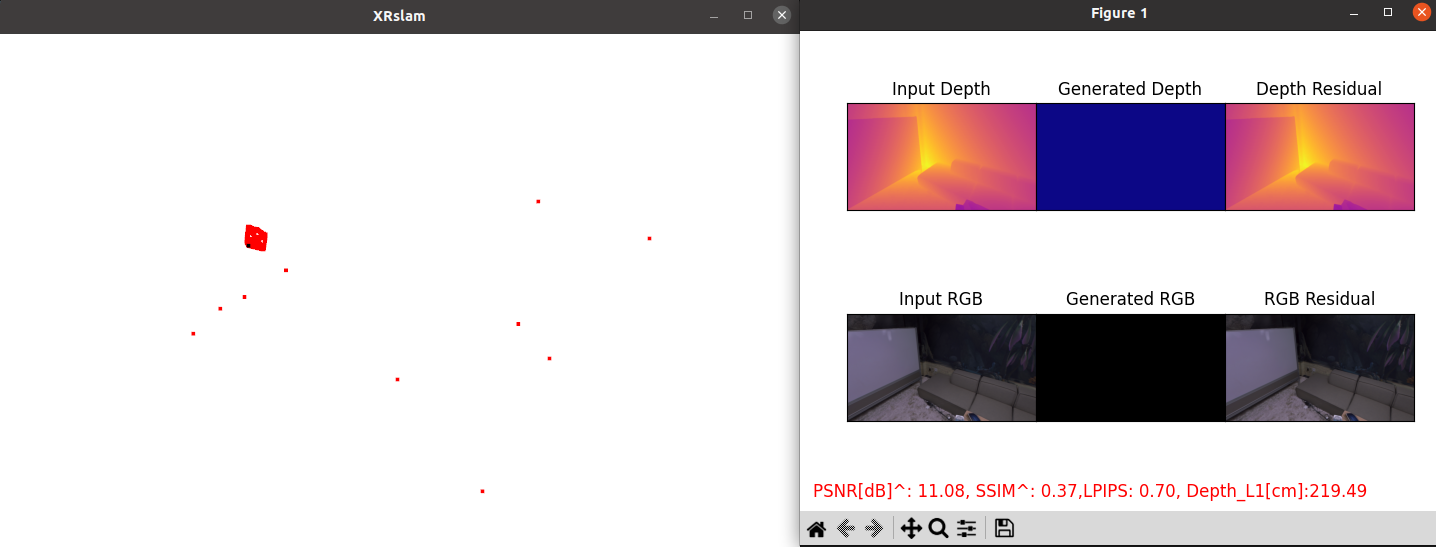 XRslam
Figure 1
Input Depth
Generated Depth
Depth Residual
Input RGB
Generated RGB
RGB Residual
PSNR[dB]^: 11.08, SSIM^: 0.37,LPIPS: 0.70, Depth_L1[cm]:219.49